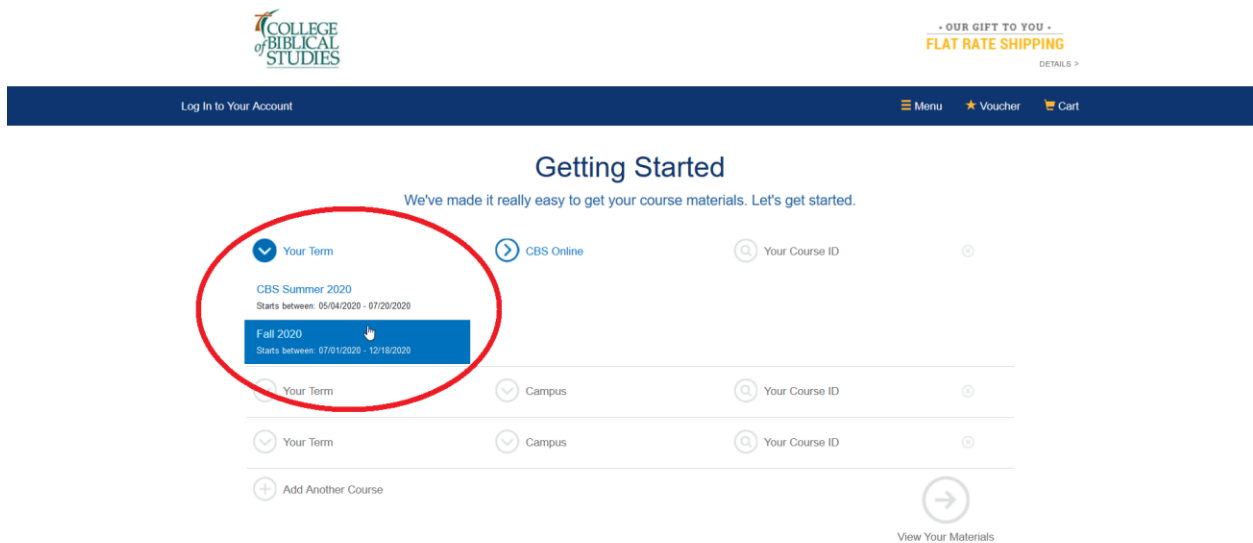 COLLEGE
of BIBLICAL
STUDIES
• OUR GIFT TO YOU •
FLAT RATE SHIPPING
DETAILS >
Log In to Your Account
Menu
Voucher
Cart
Getting Started
We've made it really easy to get your course materials. Let's get started.
Your Term
CBS Online
Your Course ID
CBS Summer 2020
Starts between: 05/04/2020 - 07/20/2020
Fall 2020
Starts between: 07/01/2020 - 12/18/2020
Your Term
Campus
Your Course ID
Your Term
Campus
Your Course ID
Add Another Course
View Your Materials